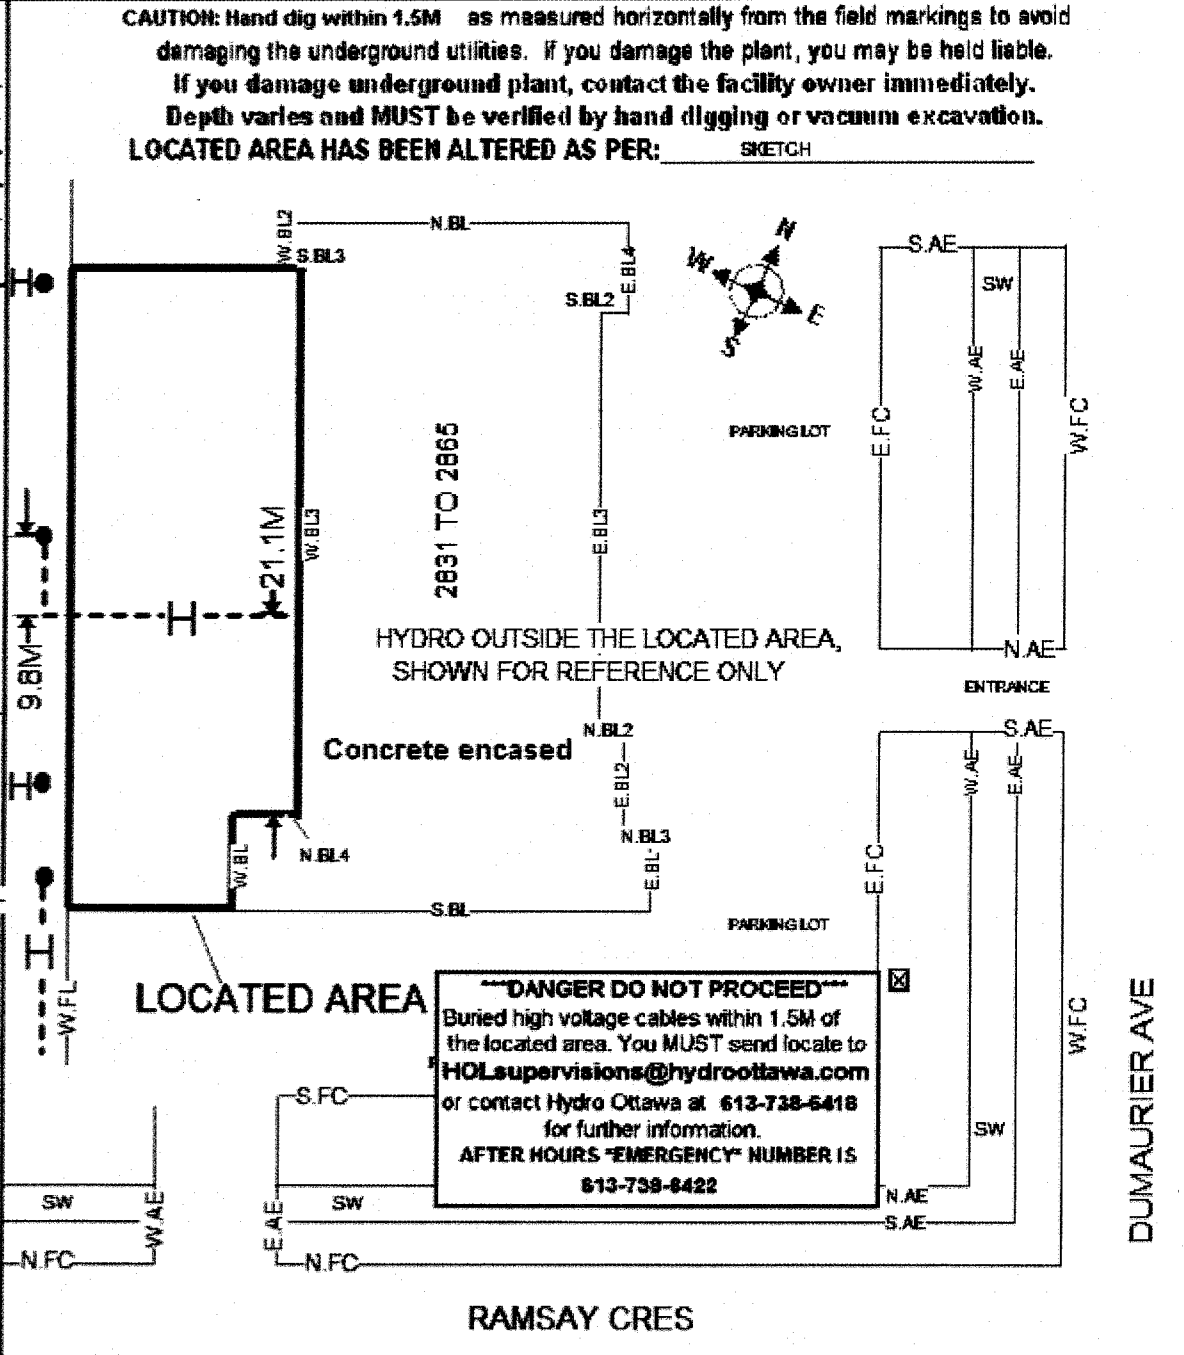 CAUTION: Hand dig within 1.5M as measured horizontally from the field markings to avoid
damaging the underground utilities. If you damage the plant, you may be held liable.
If you damage underground plant, contact the facility owner immediately.
Depth varies and MUST be verified by hand digging or vacuum excavation.
LOCATED AREA HAS BEEN ALTERED AS PER: SKETCH
W.BL2
N.BL
S.BL3
E.BL4
S.BL2
N
W
E
S
S.AE
SW
W.AE
E.AE
E.FC
W.FC
PARKING LOT
H
2831 TO 2865
21.1M
W.BL3
E.BL3
H
HYDRO OUTSIDE THE LOCATED AREA,
SHOWN FOR REFERENCE ONLY
9.8M
N.AE
ENTRANCE
N.BL2
S.AE
Concrete encased
W.AE
E.AE
E.BL2
H
N.BL3
N.BL4
W.BL
E.BL
E.FC
S.BL
PARKING LOT
H
LOCATED AREA
W.FL
***DANGER DO NOT PROCEED***
Buried high voltage cables within 1.5M of
the located area. You MUST send locate to
HOLsupervisions@hydroottawa.com
or contact Hydro Ottawa at 613-738-6418
for further information.
AFTER HOURS "EMERGENCY" NUMBER IS
613-738-6422
W.FC
DUMAURIER AVE
S.FC
SW
SW
W.AE
SW
E.AE
N.AE
S.AE
N.FC
N.FC
RAMSAY CRES